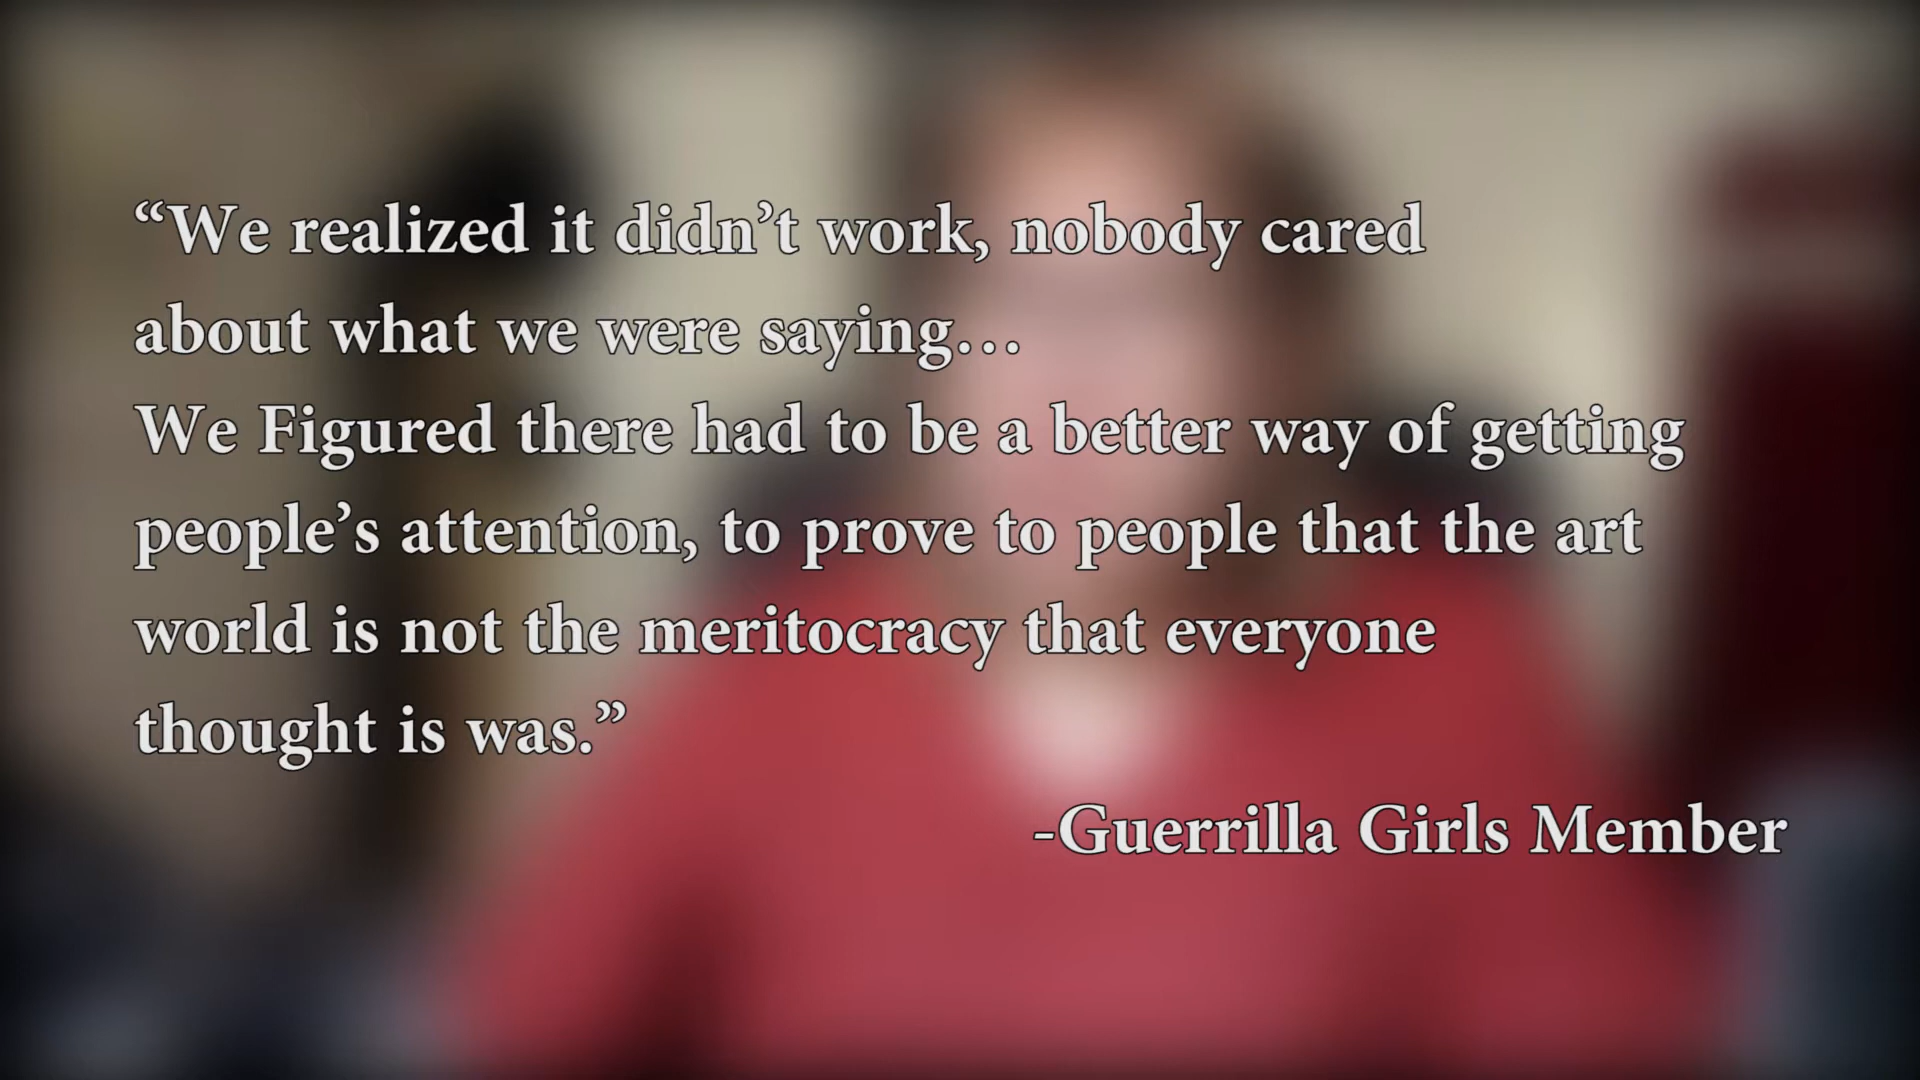 “We realized it didn’t work, nobody cared
about what we were saying…
We Figured there had to be a better way of getting
people’s attention, to prove to people that the art
world is not the meritocracy that everyone
thought is was.”
-Guerrilla Girls Member